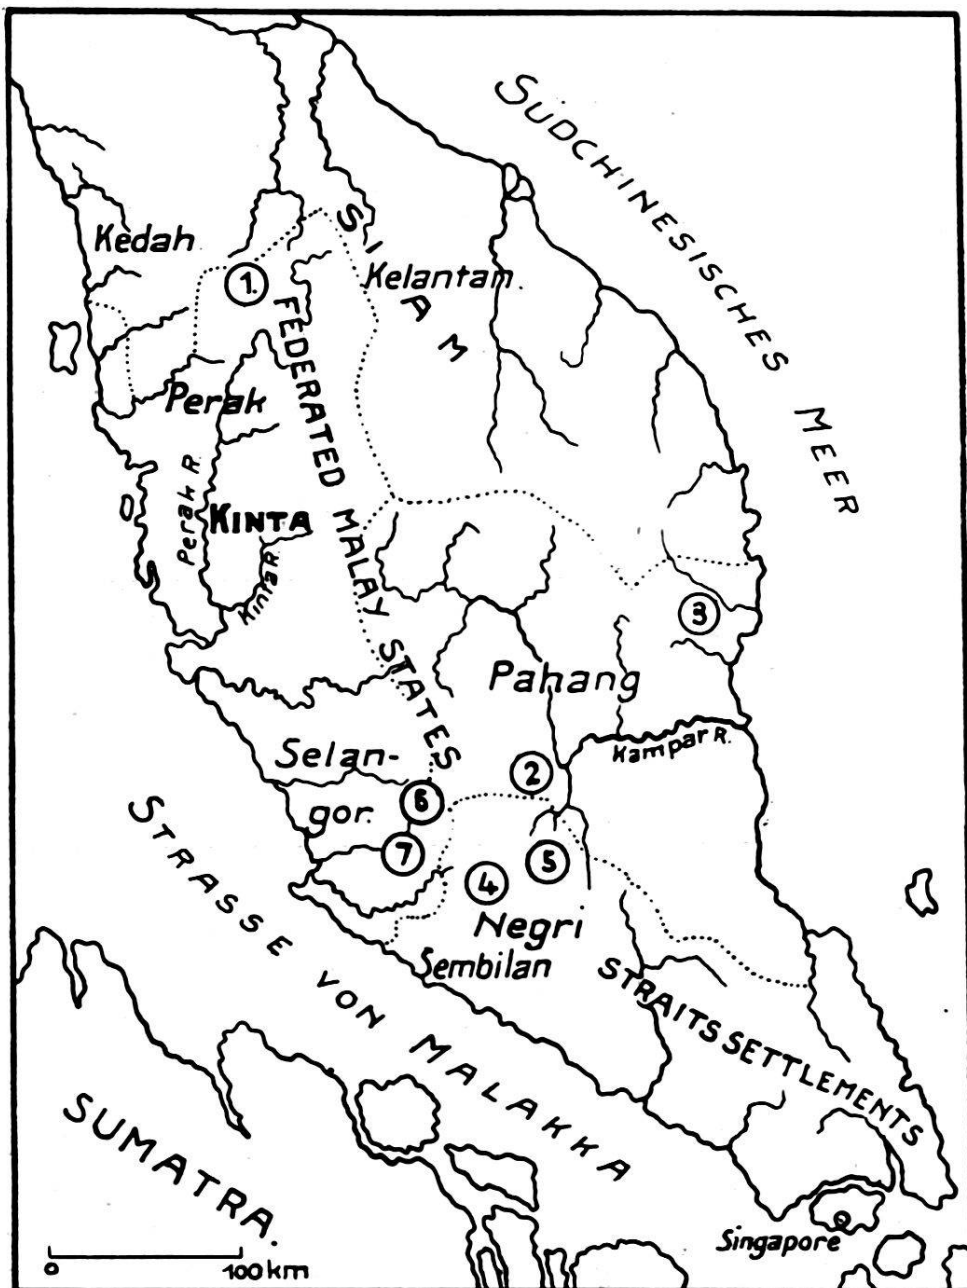 SÜDCHINESISCHES MEER
SIAM
Kedah
Kelantam
1.
FEDERATED MALAY STATES
Perak
Perak R.
KINTA
Kinta R.
3
Pahang
Kampar R.
Selan-
gor.
2
6
7
5
4
Negri
Sembilan
STRAITS SETTLEMENTS
STRASSE VON MALAKKA
SUMATRA.
Singapore
0 100 km